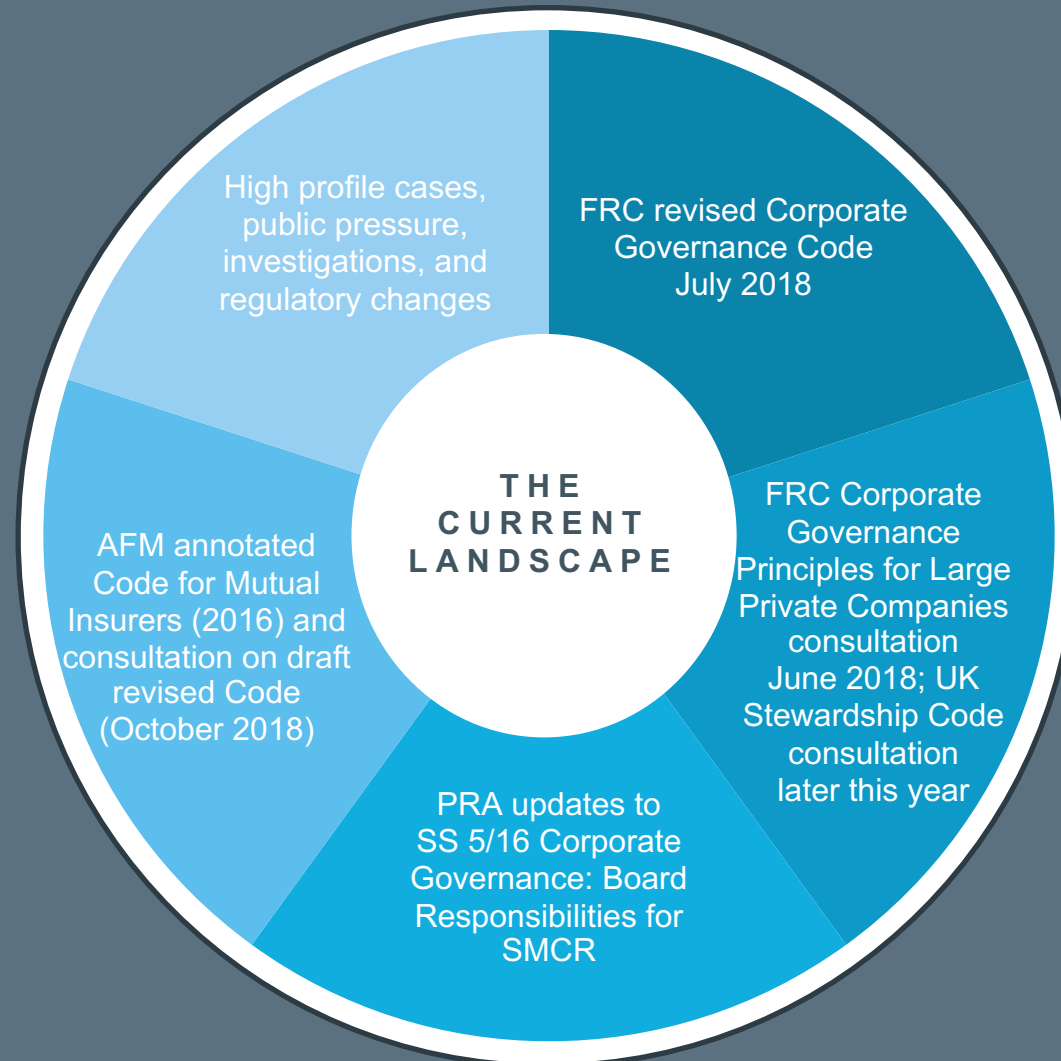 High profile cases,
public pressure,
investigations, and
regulatory changes
FRC revised Corporate
Governance Code
July 2018
THE
CURRENT
LANDSCAPE
FRC Corporate
Governance
Principles for Large
Private Companies
consultation
June 2018; UK
Stewardship Code
consultation
later this year
AFM annotated
Code for Mutual
Insurers (2016) and
consultation on draft
revised Code
(October 2018)
PRA updates to
SS 5/16 Corporate
Governance: Board
Responsibilities for
SMCR